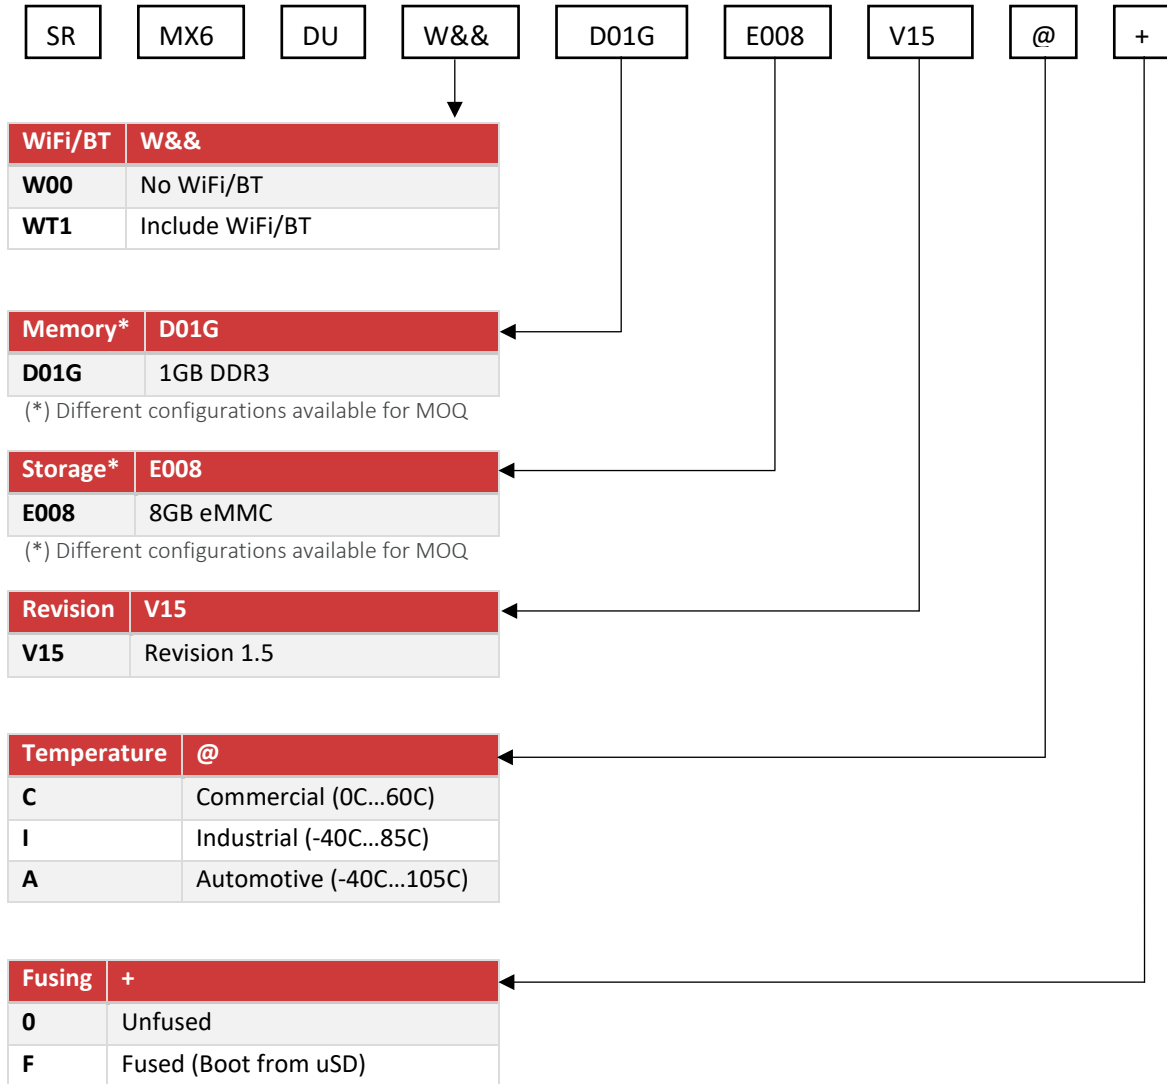 SR MX6 DU W&& D01G E008 V15 @ +
WiFi/BT W&&
W00 No WiFi/BT
WT1 Include WiFi/BT
Memory* D01G
D01G 1GB DDR3
(*) Different configurations available for MOQ
Storage* E008
E008 8GB eMMC
(*) Different configurations available for MOQ
Revision V15
V15 Revision 1.5
Temperature @
C Commercial (0C...60C)
I Industrial (-40C...85C)
A Automotive (-40C...105C)
Fusing +
0 Unfused
F Fused (Boot from uSD)